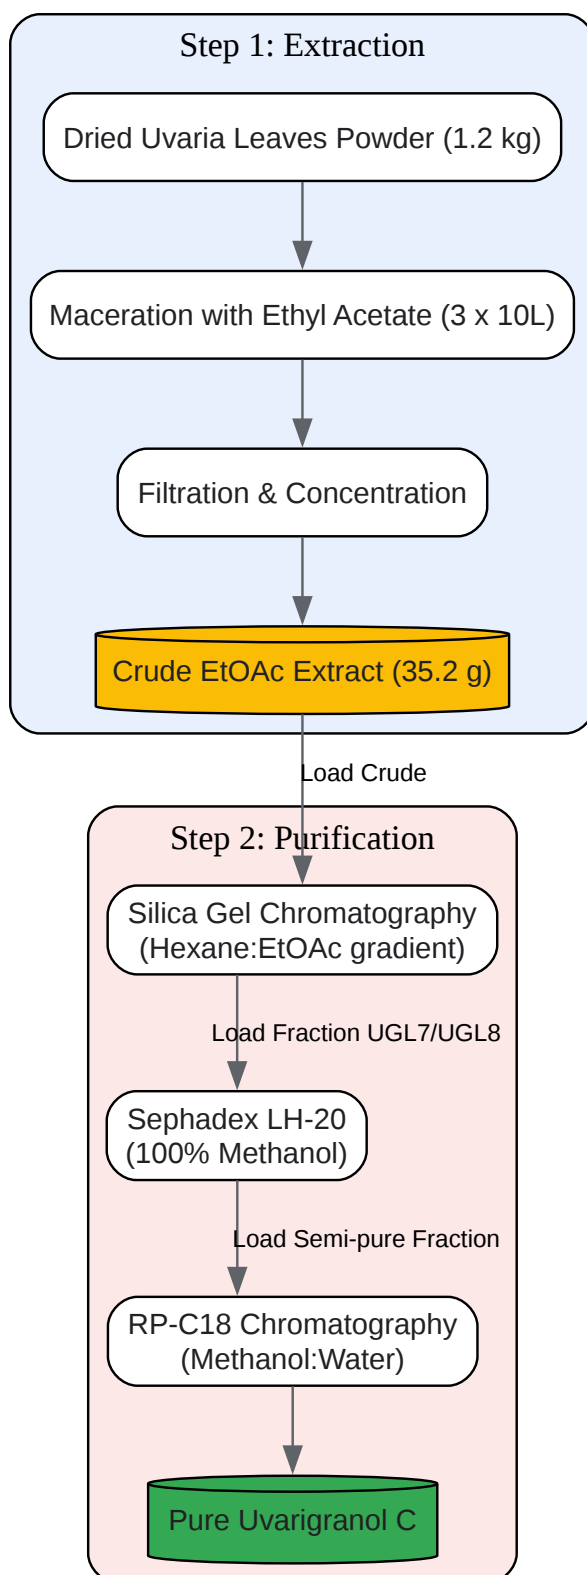 Step 1: Extraction
Dried Uvaria Leaves Powder (1.2 kg)
Maceration with Ethyl Acetate (3 x 10L)
Filtration & Concentration
Crude EtOAc Extract (35.2 g)
Load Crude
Step 2: Purification
Silica Gel Chromatography
(Hexane:EtOAc gradient)
Load Fraction UGL7/UGL8
Sephadex LH-20
(100% Methanol)
Load Semi-pure Fraction
RP-C18 Chromatography
(Methanol:Water)
Pure Uvarigranol C